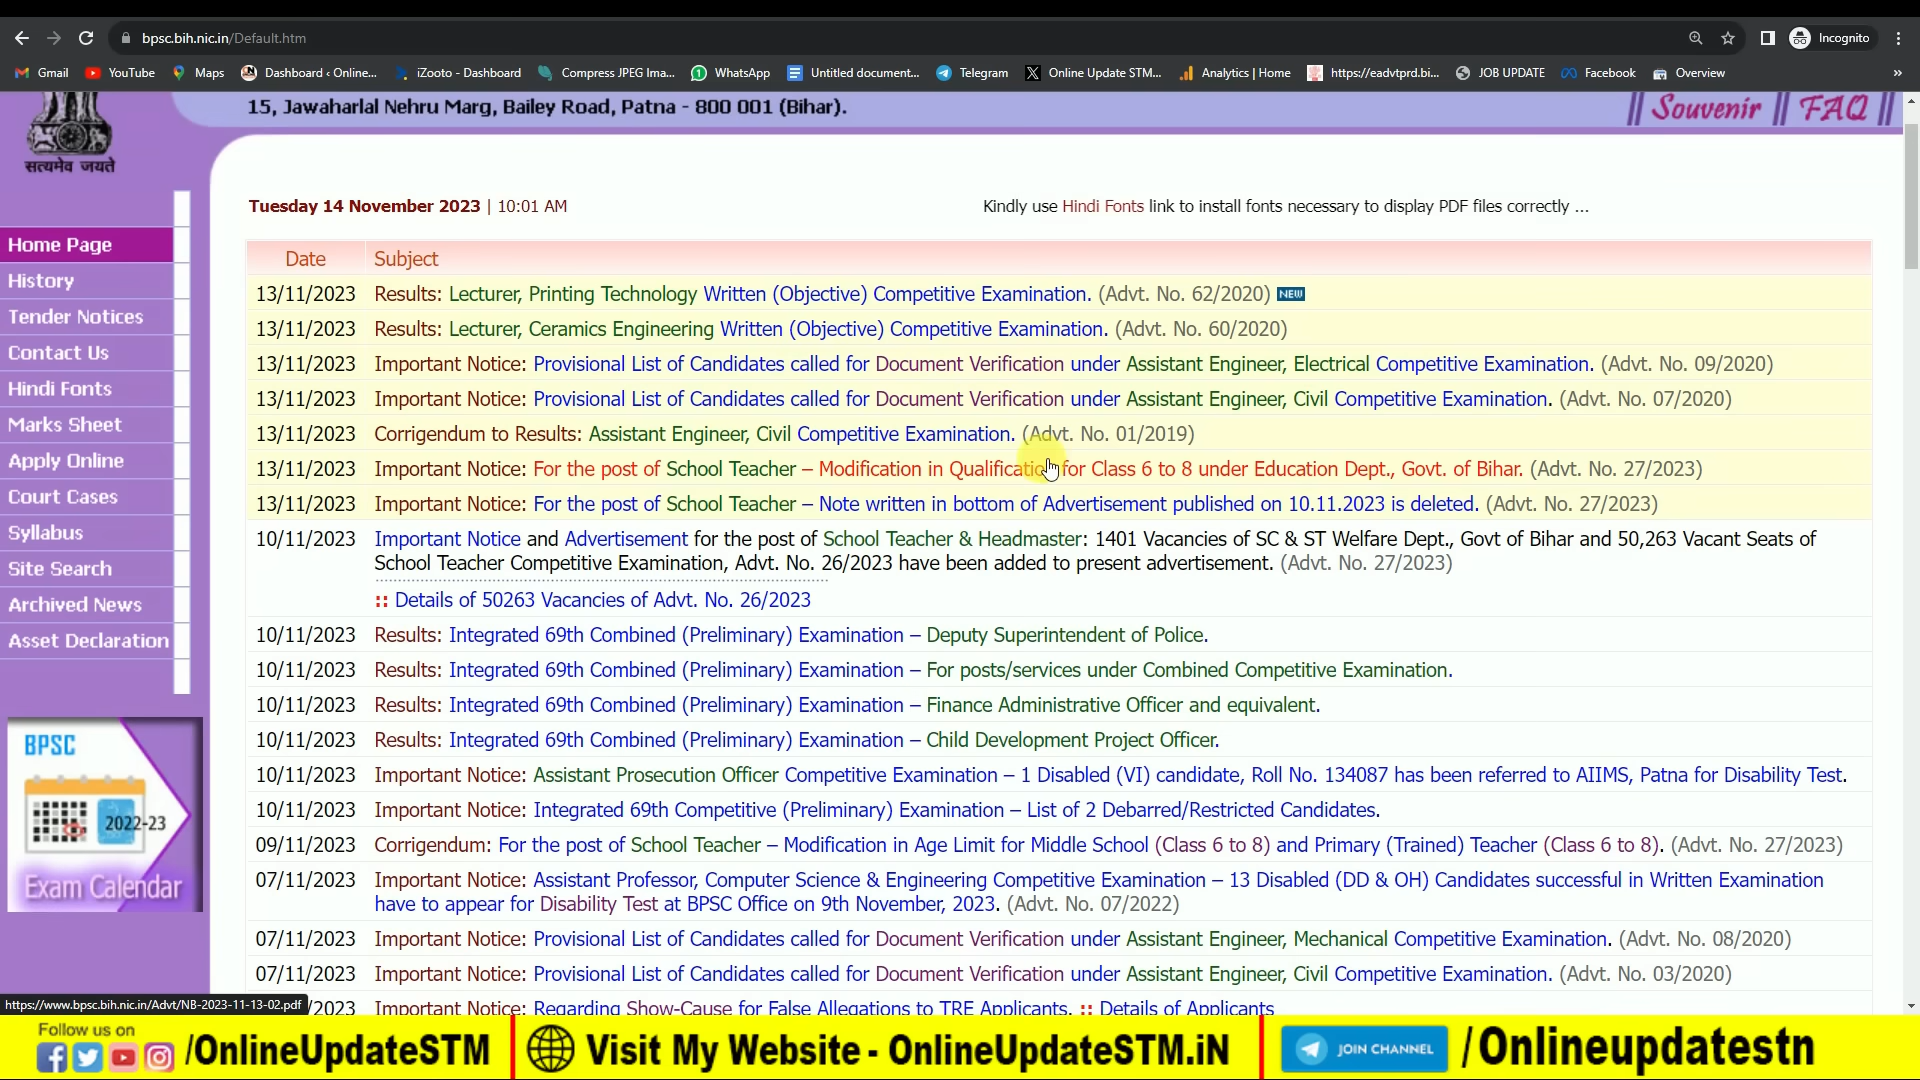 bpsc.bih.nic.in/Default.htm
Incognito
Gmail
YouTube
Maps
Dashboard ‹ Online...
iZooto - Dashboard
Compress JPEG Ima...
WhatsApp
Untitled document...
Telegram
Online Update STM...
Analytics | Home
https://eadvtprd.bi...
JOB UPDATE
Facebook
Overview
»
15, Jawaharlal Nehru Marg, Bailey Road, Patna - 800 001 (Bihar).
|| Souvenir || FAQ ||
सत्यमेव जयते
Tuesday 14 November 2023 | 10:01 AM
Kindly use Hindi Fonts link to install fonts necessary to display PDF files correctly ...
Home Page
History
Tender Notices
Contact Us
Hindi Fonts
Marks Sheet
Apply Online
Court Cases
Syllabus
Site Search
Archived News
Asset Declaration
BPSC
2022-23
Exam Calendar
Date Subject
13/11/2023 Results: Lecturer, Printing Technology Written (Objective) Competitive Examination. (Advt. No. 62/2020) NEW
13/11/2023 Results: Lecturer, Ceramics Engineering Written (Objective) Competitive Examination. (Advt. No. 60/2020)
13/11/2023 Important Notice: Provisional List of Candidates called for Document Verification under Assistant Engineer, Electrical Competitive Examination. (Advt. No. 09/2020)
13/11/2023 Important Notice: Provisional List of Candidates called for Document Verification under Assistant Engineer, Civil Competitive Examination. (Advt. No. 07/2020)
13/11/2023 Corrigendum to Results: Assistant Engineer, Civil Competitive Examination. (Advt. No. 01/2019)
13/11/2023 Important Notice: For the post of School Teacher – Modification in Qualification for Class 6 to 8 under Education Dept., Govt. of Bihar. (Advt. No. 27/2023)
13/11/2023 Important Notice: For the post of School Teacher – Note written in bottom of Advertisement published on 10.11.2023 is deleted. (Advt. No. 27/2023)
10/11/2023 Important Notice and Advertisement for the post of School Teacher & Headmaster: 1401 Vacancies of SC & ST Welfare Dept., Govt of Bihar and 50,263 Vacant Seats of
School Teacher Competitive Examination, Advt. No. 26/2023 have been added to present advertisement. (Advt. No. 27/2023)
:: Details of 50263 Vacancies of Advt. No. 26/2023
10/11/2023 Results: Integrated 69th Combined (Preliminary) Examination – Deputy Superintendent of Police.
10/11/2023 Results: Integrated 69th Combined (Preliminary) Examination – For posts/services under Combined Competitive Examination.
10/11/2023 Results: Integrated 69th Combined (Preliminary) Examination – Finance Administrative Officer and equivalent.
10/11/2023 Results: Integrated 69th Combined (Preliminary) Examination – Child Development Project Officer.
10/11/2023 Important Notice: Assistant Prosecution Officer Competitive Examination – 1 Disabled (VI) candidate, Roll No. 134087 has been referred to AIIMS, Patna for Disability Test.
10/11/2023 Important Notice: Integrated 69th Competitive (Preliminary) Examination – List of 2 Debarred/Restricted Candidates.
09/11/2023 Corrigendum: For the post of School Teacher – Modification in Age Limit for Middle School (Class 6 to 8) and Primary (Trained) Teacher (Class 6 to 8). (Advt. No. 27/2023)
07/11/2023 Important Notice: Assistant Professor, Computer Science & Engineering Competitive Examination – 13 Disabled (DD & OH) Candidates successful in Written Examination
have to appear for Disability Test at BPSC Office on 9th November, 2023. (Advt. No. 07/2022)
07/11/2023 Important Notice: Provisional List of Candidates called for Document Verification under Assistant Engineer, Mechanical Competitive Examination. (Advt. No. 08/2020)
07/11/2023 Important Notice: Provisional List of Candidates called for Document Verification under Assistant Engineer, Civil Competitive Examination. (Advt. No. 03/2020)
/2023 Important Notice: Regarding Show-Cause for False Allegations to TRE Applicants. :: Details of Applicants
https://www.bpsc.bih.nic.in/Advt/NB-2023-11-13-02.pdf
Follow us on
/OnlineUpdateSTM
Visit My Website - OnlineUpdateSTM.iN
JOIN CHANNEL
/Onlineupdatestn